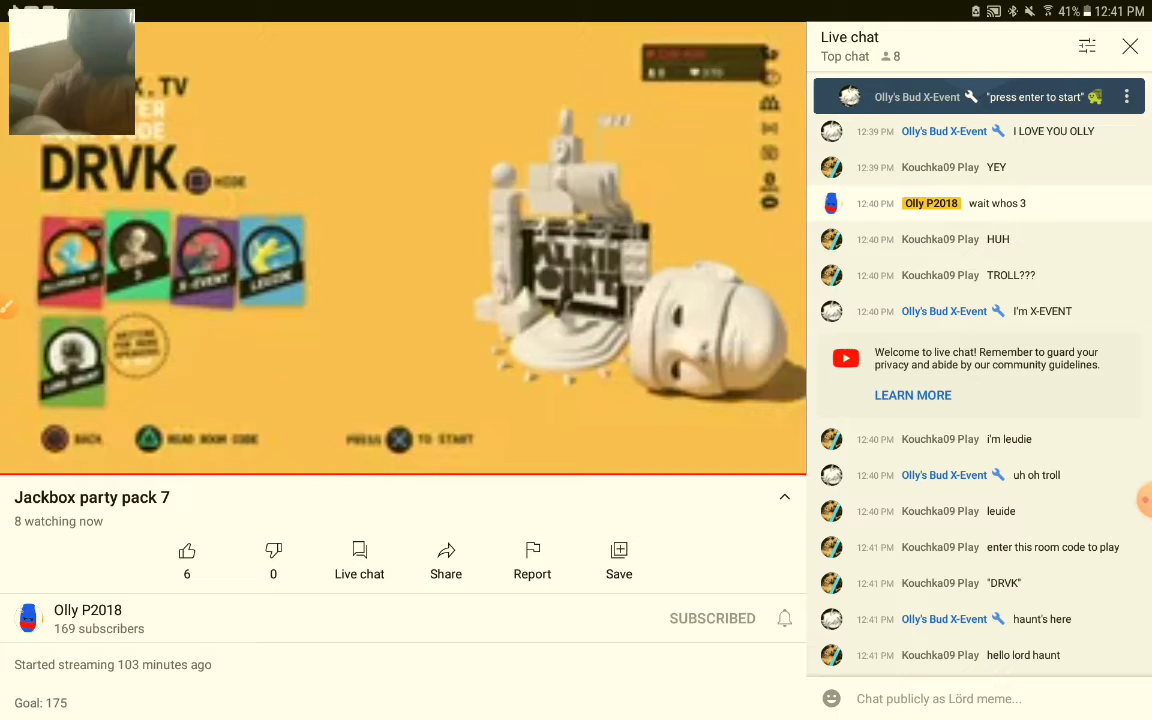 41% 12:41 PM
DRVK HIDE
3
X-EVENT
LEUIDE
BACK
READ ROOM CODE
PRESS TO START
Jackbox party pack 7
8 watching now
6
0
Live chat
Share
Report
Save
Olly P2018
169 subscribers
SUBSCRIBED
Started streaming 103 minutes ago
Goal: 175
Live chat
Top chat 8
Olly's Bud X-Event "press enter to start"
12:39 PM Olly's Bud X-Event I LOVE YOU OLLY
12:39 PM Kouchka09 Play YEY
12:40 PM Olly P2018 wait whos 3
12:40 PM Kouchka09 Play HUH
12:40 PM Kouchka09 Play TROLL???
12:40 PM Olly's Bud X-Event I'm X-EVENT
Welcome to live chat! Remember to guard your
privacy and abide by our community guidelines.
LEARN MORE
12:40 PM Kouchka09 Play i'm leudie
12:40 PM Olly's Bud X-Event uh oh troll
12:40 PM Kouchka09 Play leuide
12:41 PM Kouchka09 Play enter this room code to play
12:41 PM Kouchka09 Play "DRVK"
12:41 PM Olly's Bud X-Event haunt's here
12:41 PM Kouchka09 Play hello lord haunt
Chat publicly as Lörd meme...